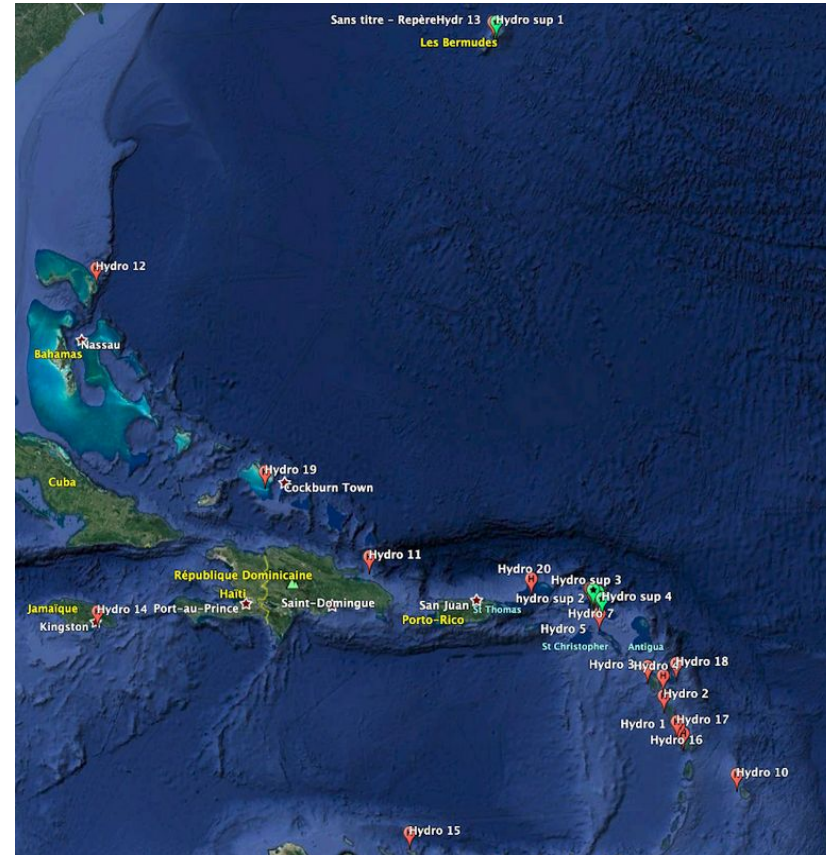 Sans titre - RepèreHydr 13 Hydro sup 1
Les Bermudes
Hydro 12
Nassau
Bahamas
Hydro 19
Cockburn Town
Cuba
Hydro 11
République Dominicaine
Haïti
Hydro 20
Hydro sup 3
hydro sup 2
Hydro sup 4
Jamaïque
Hydro 14
Kingston
Port-au-Prince
Saint-Domingue
San Juan
St Thomas
Porto-Rico
Hydro 7
Hydro 5
St Christopher
Antigua
Hydro 3
Hydro 4
Hydro 18
Hydro 2
Hydro 1
Hydro 17
Hydro 16
Hydro 10
Hydro 15